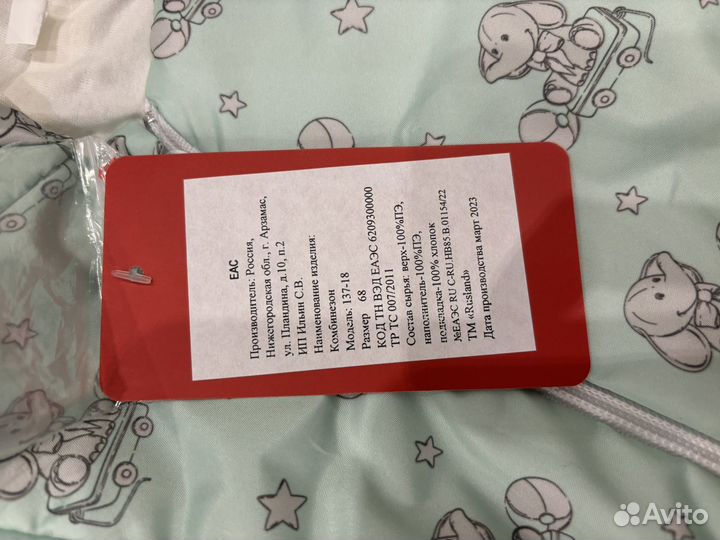 ЕАС
Производитель: Россия,
Нижегородская обл., г. Арзамас,
ул. Пландина, д.10, п.2
ИП Ильин С.В.
Наименование изделия:
Комбинезон
Модель: 137-18
Размер 68
КОД ТН ВЭД ЕАЭС 6209300000
ТР ТС 007/2011
Состав сырья: верх-100%ПЭ,
наполнитель-100%ПЭ,
подкладка-100% хлопок
№ЕАЭС RU С-RU.НВ85.В.01154/22
ТМ «Rusland»
Дата производства март 2023
Avito